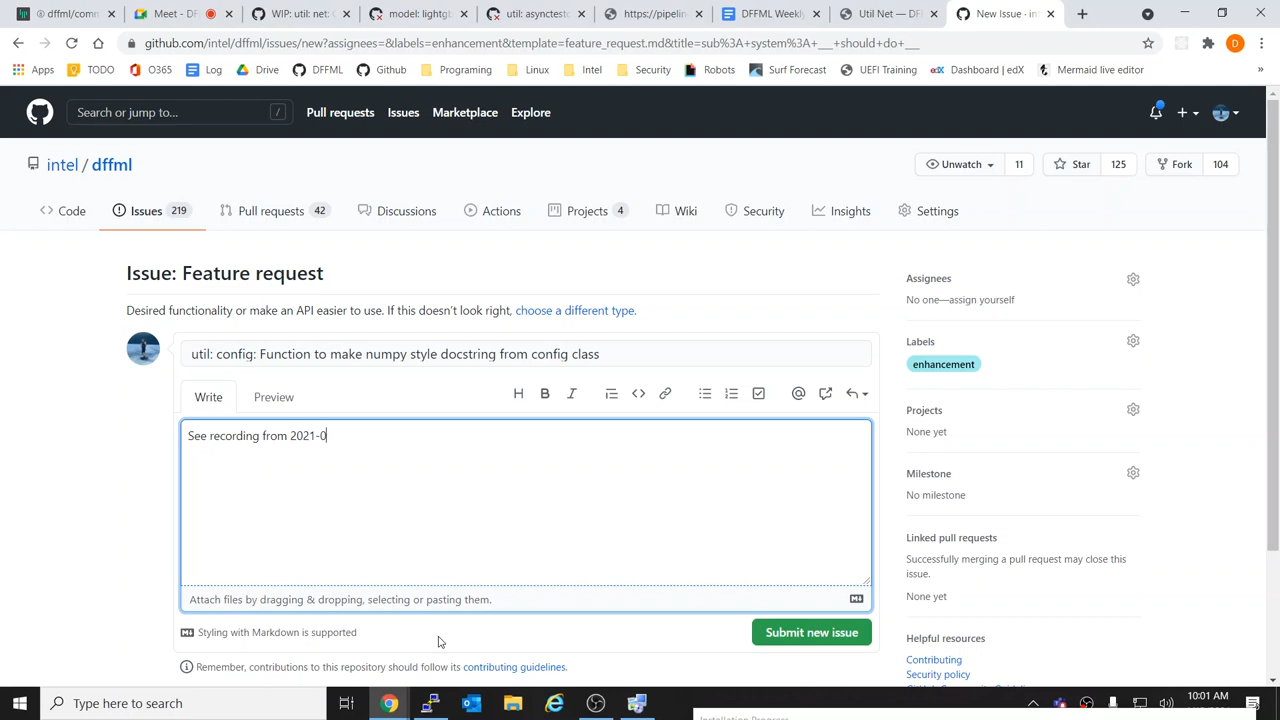 dffml/comm
Meet - D
WIP: interac
model: lightg
util: asynctest
https://pipelin
DFFML Weekly
Util Net — DFF
New Issue · in
github.com/intel/dffml/issues/new?assignees=&labels=enhancement&template=feature_request.md&title=sub%3A+system%3A+___+should+do+___
Apps
TODO
O365
Log
Drive
DFFML
Github
Programing
Linux
Intel
Security
Robots
Surf Forecast
UEFI Training
edX
Dashboard | edX
Mermaid live editor
»
Search or jump to...
/
Pull requests
Issues
Marketplace
Explore
intel / dffml
Unwatch
11
Star
125
Fork
104
Code
Issues 219
Pull requests 42
Discussions
Actions
Projects 4
Wiki
Security
Insights
Settings
Issue: Feature request
Desired functionality or make an API easier to use. If this doesn't look right, choose a different type.
util: config: Function to make numpy style docstring from config class
Write
Preview
See recording from 2021-0
Attach files by dragging & dropping, selecting or pasting them.
Styling with Markdown is supported
Submit new issue
Remember, contributions to this repository should follow its contributing guidelines.
Assignees
No one—assign yourself
Labels
enhancement
Projects
None yet
Milestone
No milestone
Linked pull requests
Successfully merging a pull request may close this
issue.
None yet
Helpful resources
Contributing
Security policy
Type here to search
10:01 AM